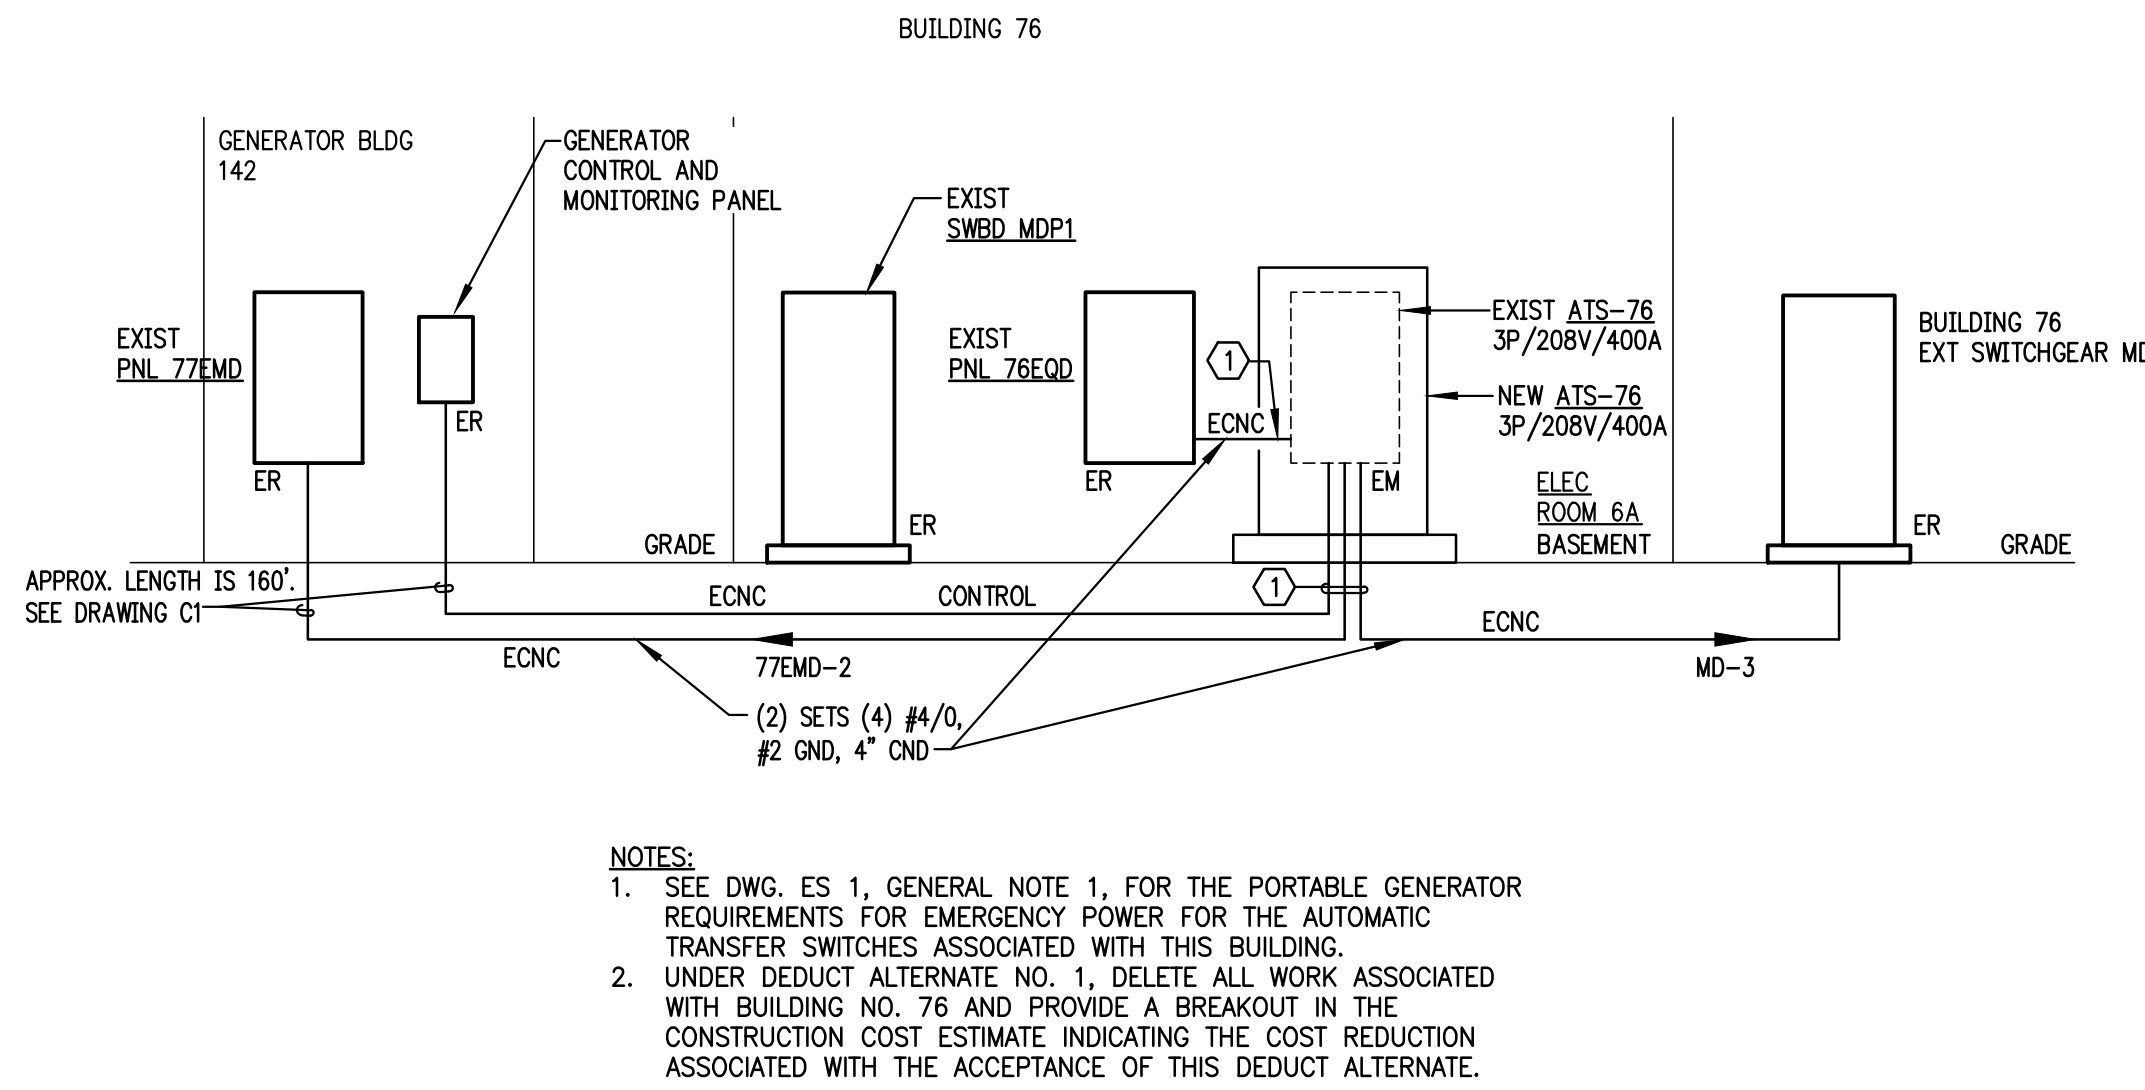 BUILDING 76
GENERATOR BLDG
142
GENERATOR
CONTROL AND
MONITORING PANEL
EXIST
SWBD MDP1
EXIST
PNL 77EMD
ER
ER
EXIST
PNL 76EQD
ER
ER
1
ECNC
EXIST ATS-76
3P/208V/400A
NEW ATS-76
3P/208V/400A
EM
ELEC
ROOM 6A
BASEMENT
BUILDING 76
EXT SWITCHGEAR MD
ER
GRADE
GRADE
APPROX. LENGTH IS 160'.
SEE DRAWING C1
ECNC
CONTROL
1
ECNC
ECNC
77EMD-2
MD-3
(2) SETS (4) #4/0,
#2 GND, 4" CND
NOTES:
1. SEE DWG. ES 1, GENERAL NOTE 1, FOR THE PORTABLE GENERATOR
REQUIREMENTS FOR EMERGENCY POWER FOR THE AUTOMATIC
TRANSFER SWITCHES ASSOCIATED WITH THIS BUILDING.
2. UNDER DEDUCT ALTERNATE NO. 1, DELETE ALL WORK ASSOCIATED
WITH BUILDING NO. 76 AND PROVIDE A BREAKOUT IN THE
CONSTRUCTION COST ESTIMATE INDICATING THE COST REDUCTION
ASSOCIATED WITH THE ACCEPTANCE OF THIS DEDUCT ALTERNATE.